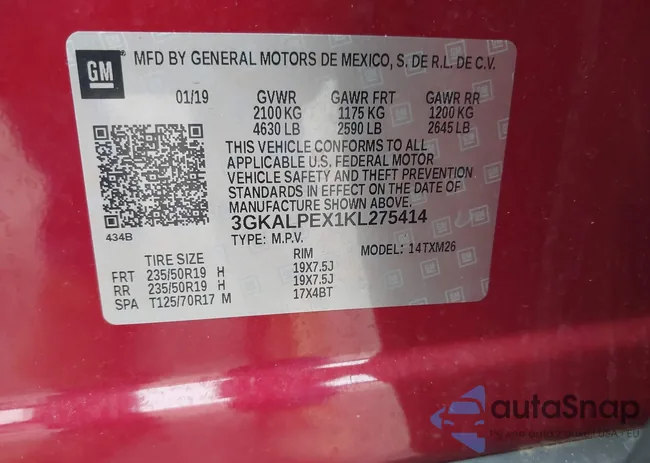 GM
MFD BY GENERAL MOTORS DE MEXICO, S. DE R.L. DE C.V.
01/19 GVWR GAWR FRT GAWR RR
2100 KG 1175 KG 1200 KG
4630 LB 2590 LB 2645 LB
THIS VEHICLE CONFORMS TO ALL
APPLICABLE U.S. FEDERAL MOTOR
VEHICLE SAFETY AND THEFT PREVENTION
STANDARDS IN EFFECT ON THE DATE OF
MANUFACTURE SHOWN ABOVE.
3GKALPEX1KL275414
434B
TYPE: M.P.V. MODEL: 14TXM26
TIRE SIZE RIM
FRT 235/50R19 H 19X7.5J
RR 235/50R19 H 19X7.5J
SPA T125/70R17 M 17X4BT
autaSnap